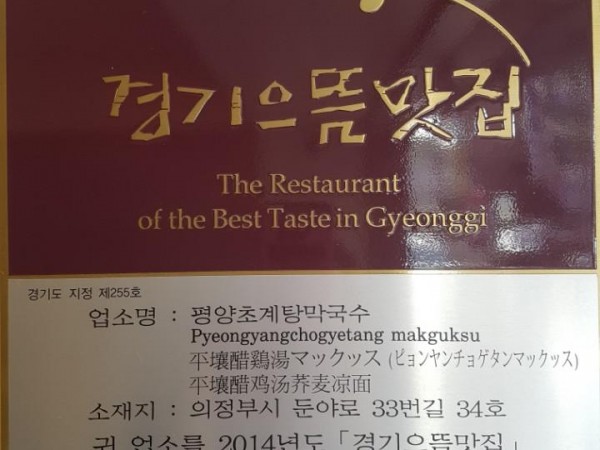 경기으뜸맛집
The Restaurant
of the Best Taste in Gyeonggi
경기도 지정 제255호
업소명 : 평양초계탕막국수
Pyeongyangchogyetang makguksu
平壤醋鶏湯マックッス (ピョンヤンチョゲタンマックッス)
平壤醋鸡汤荞麦凉面
소재지 : 의정부시 둔야로 33번길 34호
귀 업소를 2014년도 「경기으뜸맛집」